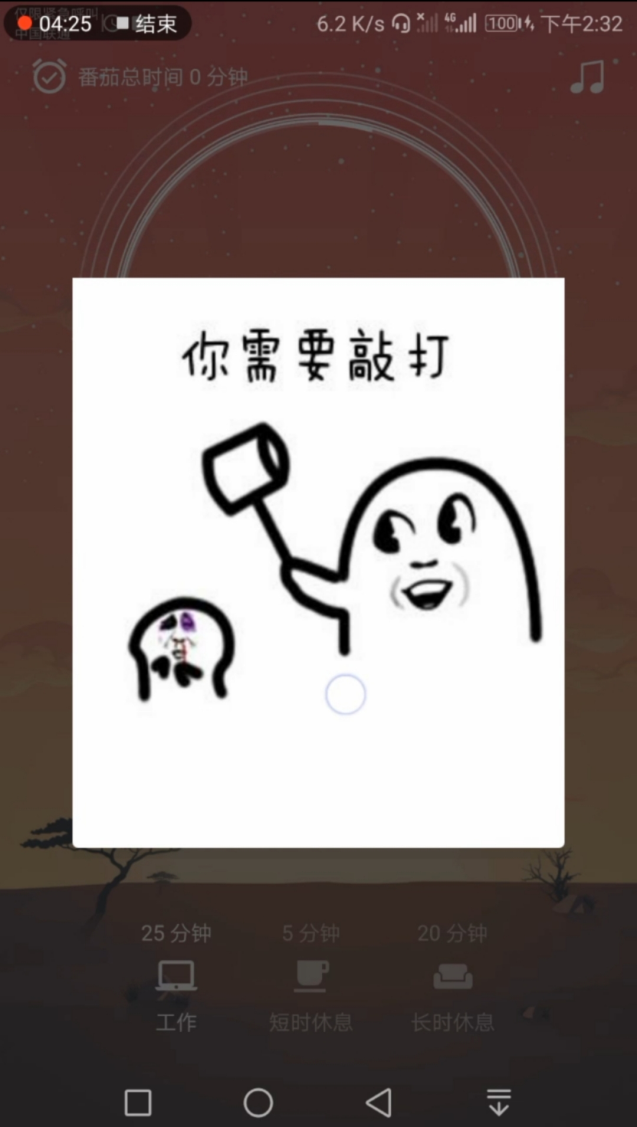 04:25 结束 6.2 K/s 4G 100 下午2:32
番茄总时间 0 分钟
你需要敲打
25 分钟 5 分钟 20 分钟
工作 短时休息 长时休息